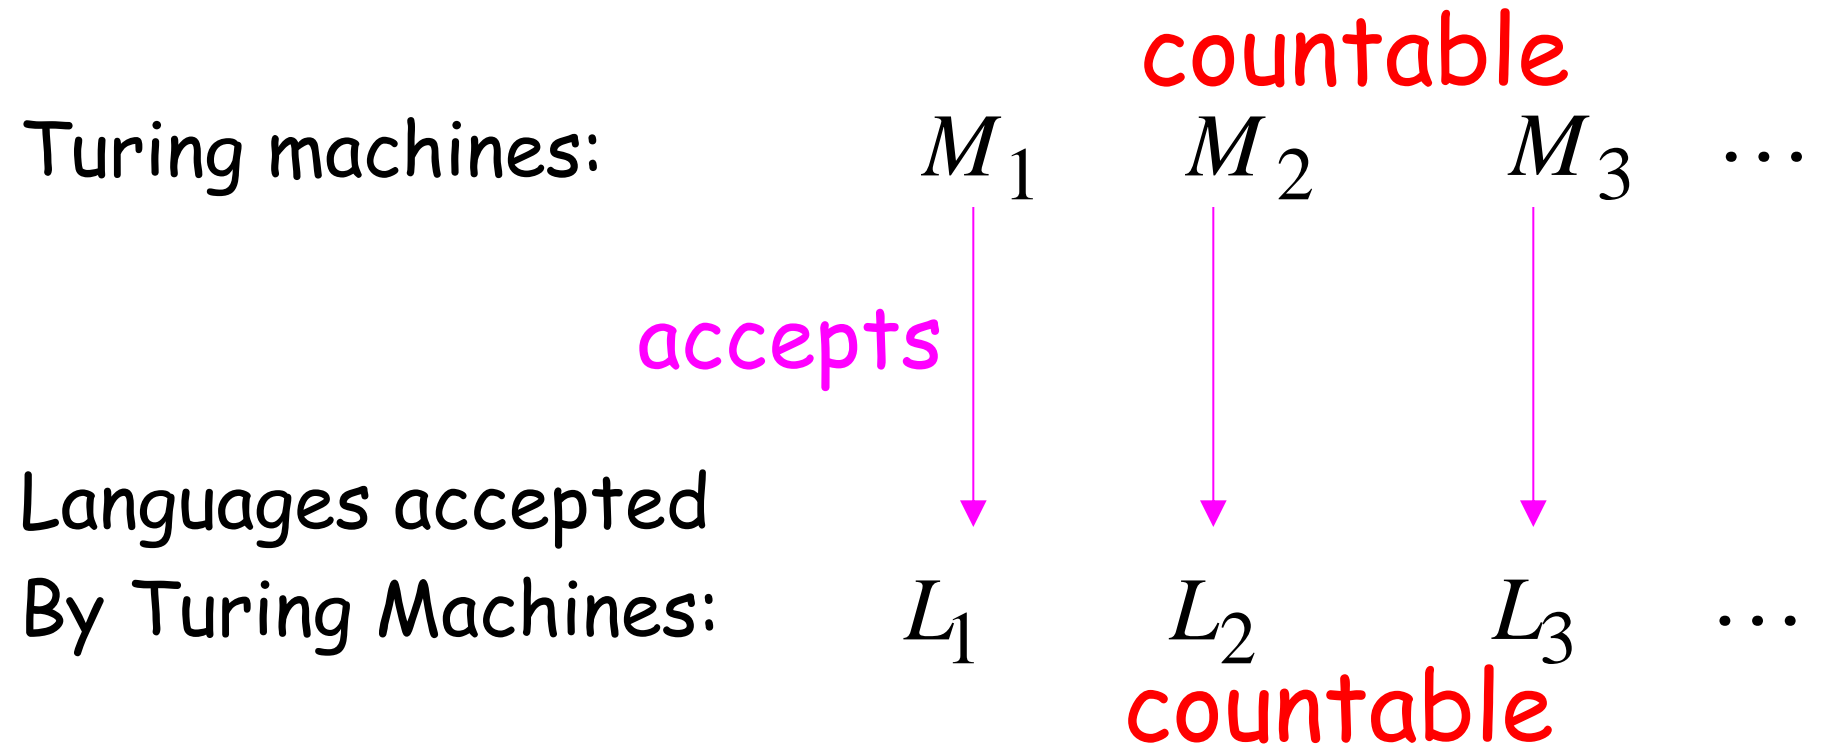 countable
Turing machines: M1 M2 M3 ⋯
accepts
Languages accepted
By Turing Machines: L1 L2 L3 ⋯
countable